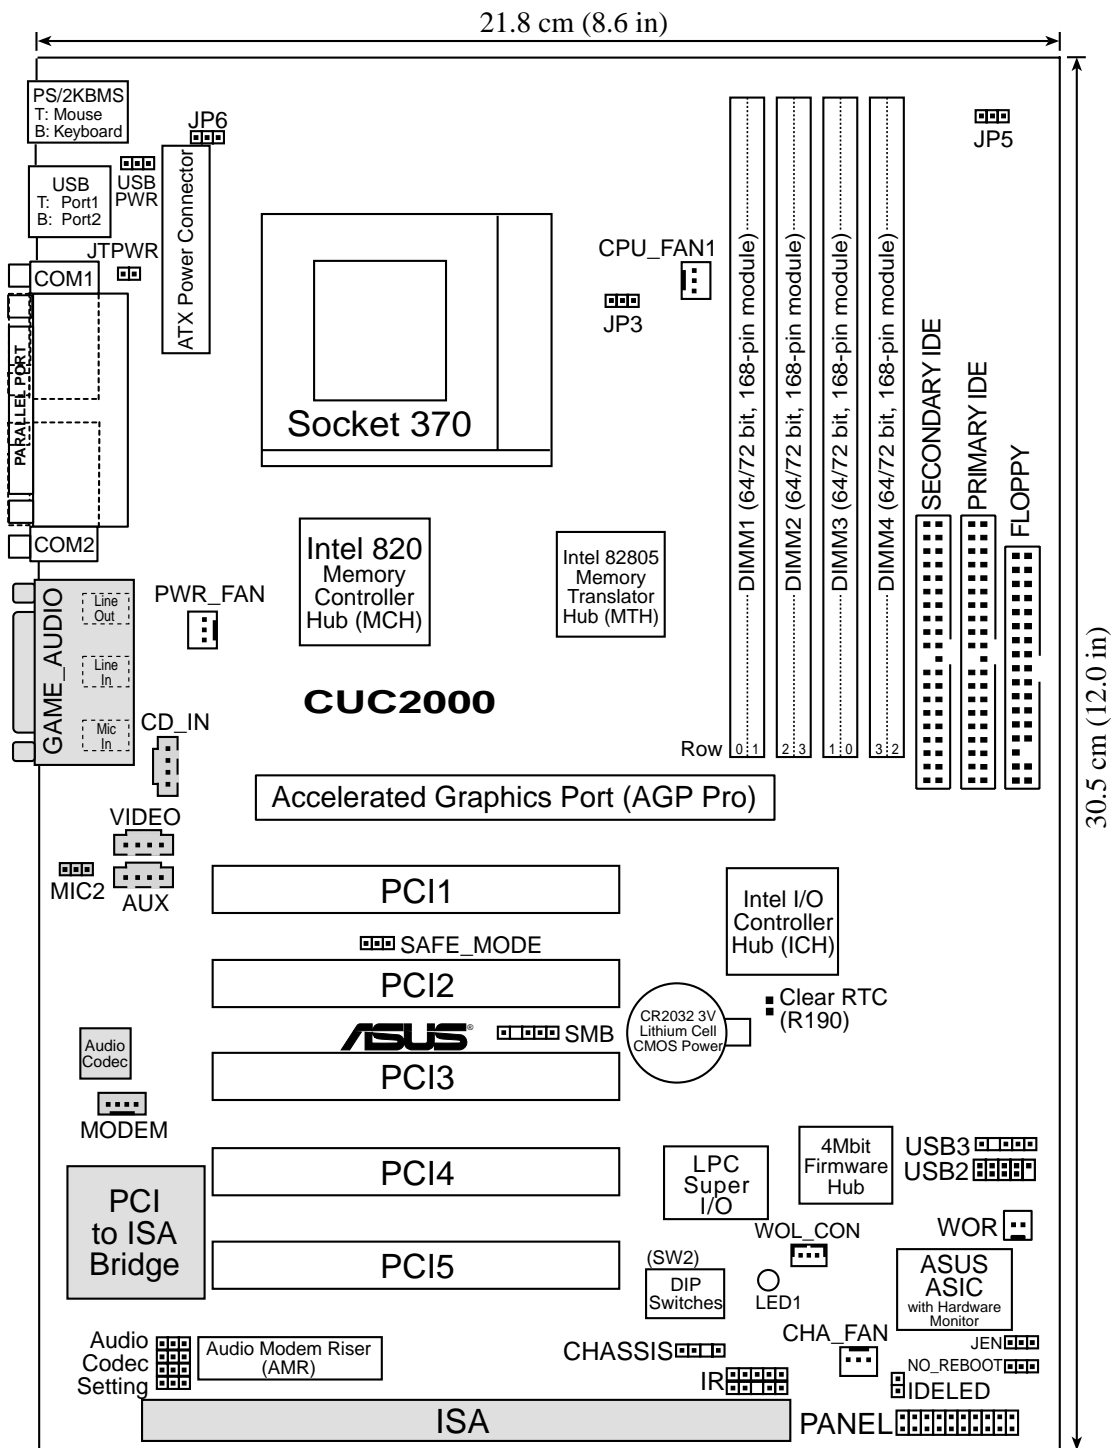 21.8 cm (8.6 in)
PS/2KBMS
T: Mouse
B: Keyboard
JP6
JP5
USB
PWR
USB
T: Port1
B: Port2
ATX Power Connector
JTPWR
COM1
PARALLEL PORT
COM2
Socket 370
CPU_FAN1
JP3
DIMM1 (64/72 bit, 168-pin module)
DIMM2 (64/72 bit, 168-pin module)
DIMM3 (64/72 bit, 168-pin module)
DIMM4 (64/72 bit, 168-pin module)
SECONDARY IDE
PRIMARY IDE
FLOPPY
Intel 820
Memory
Controller
Hub (MCH)
Intel 82805
Memory
Translator
Hub (MTH)
30.5 cm (12.0 in)
GAME_AUDIO
Line
Out
Line
In
Mic
In
PWR_FAN
CUC2000
CD_IN
Row
0 1
2 3
1 0
3 2
Accelerated Graphics Port (AGP Pro)
VIDEO
MIC2
AUX
PCI1
Intel I/O
Controller
Hub (ICH)
SAFE_MODE
PCI2
Clear RTC
(R190)
CR2032 3V
Lithium Cell
CMOS Power
ASUS®
SMB
Audio
Codec
PCI3
MODEM
4Mbit
Firmware
Hub
USB3
USB2
LPC
Super
I/O
PCI4
PCI
to ISA
Bridge
WOR
WOL_CON
(SW2)
DIP
Switches
LED1
PCI5
ASUS
ASIC
with Hardware
Monitor
Audio
Codec
Setting
Audio Modem Riser
(AMR)
CHASSIS
CHA_FAN
JEN
NO_REBOOT
IR
IDELED
ISA
PANEL